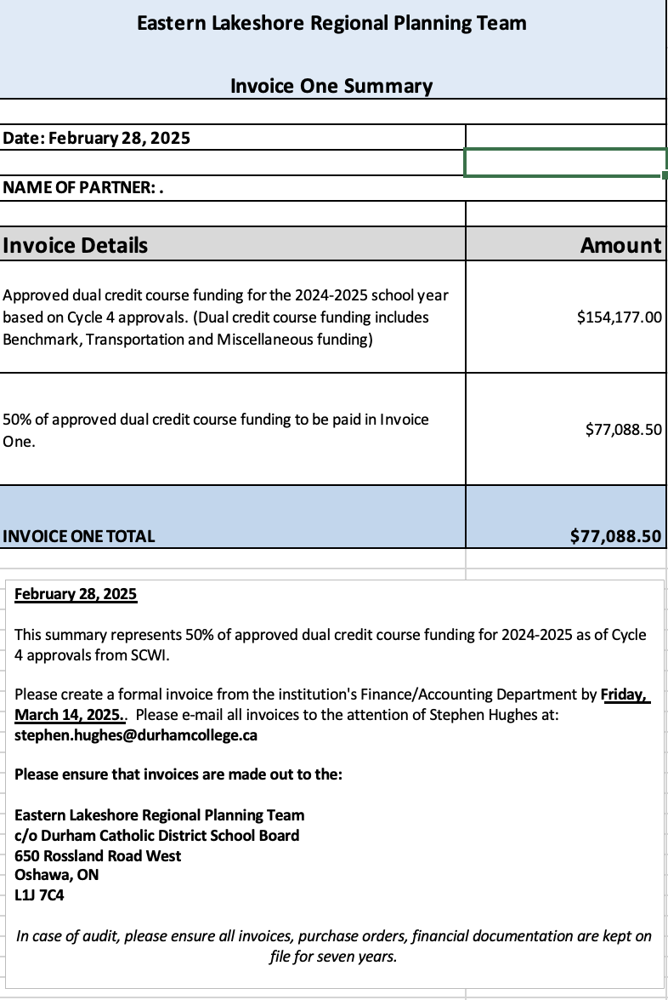 Eastern Lakeshore Regional Planning Team
Invoice One Summary
Date: February 28, 2025
NAME OF PARTNER: .
Invoice Details Amount
Approved dual credit course funding for the 2024-2025 school year
based on Cycle 4 approvals. (Dual credit course funding includes
Benchmark, Transportation and Miscellaneous funding)
$154,177.00
50% of approved dual credit course funding to be paid in Invoice
One.
$77,088.50
INVOICE ONE TOTAL $77,088.50
February 28, 2025
This summary represents 50% of approved dual credit course funding for 2024-2025 as of Cycle
4 approvals from SCWI.
Please create a formal invoice from the institution's Finance/Accounting Department by Friday,
March 14, 2025.. Please e-mail all invoices to the attention of Stephen Hughes at:
stephen.hughes@durhamcollege.ca
Please ensure that invoices are made out to the:
Eastern Lakeshore Regional Planning Team
c/o Durham Catholic District School Board
650 Rossland Road West
Oshawa, ON
L1J 7C4
In case of audit, please ensure all invoices, purchase orders, financial documentation are kept on
file for seven years.